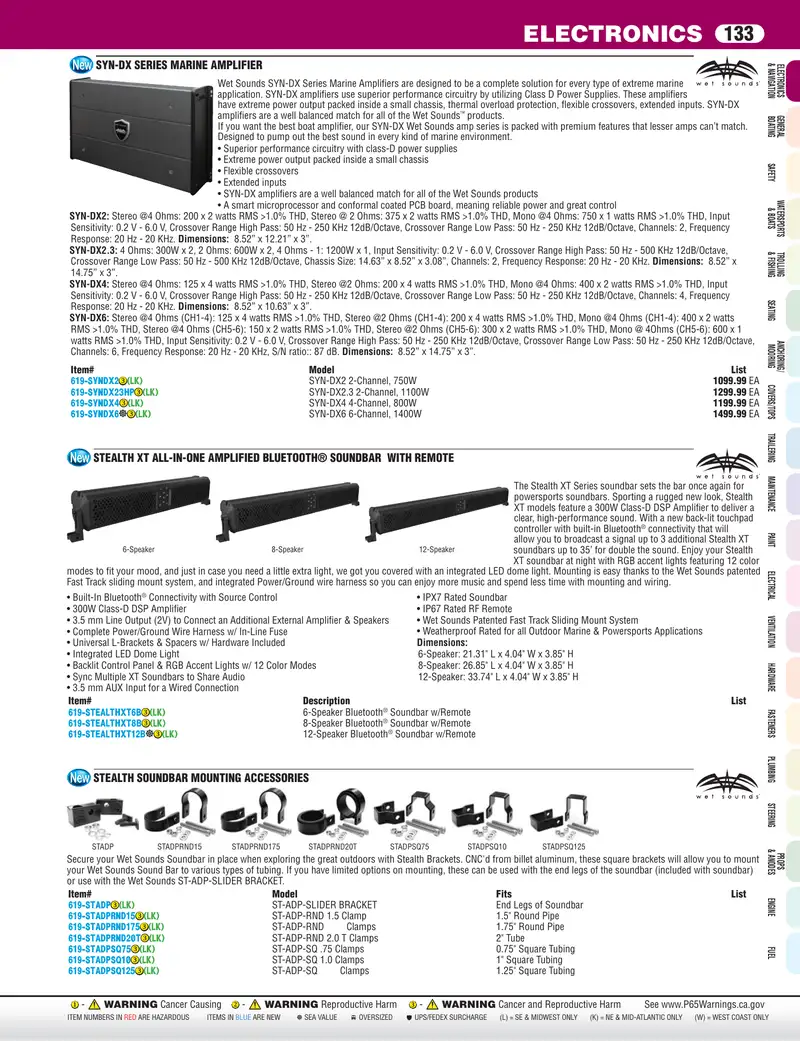 ELECTRONICS 133
New SYN-DX SERIES MARINE AMPLIFIER
wet sounds
Wet Sounds SYN-DX Series Marine Amplifiers are designed to be a complete solution for every type of extreme marine
application. SYN-DX amplifiers use superior performance circuitry by utilizing Class D Power Supplies. These amplifiers
have extreme power output packed inside a small chassis, thermal overload protection, flexible crossovers, extended inputs. SYN-DX
amplifiers are a well balanced match for all of the Wet Sounds™ products.
If you want the best boat amplifier, our SYN-DX Wet Sounds amp series is packed with premium features that lesser amps can't match.
Designed to pump out the best sound in every kind of marine environment.
• Superior performance circuitry with class-D power supplies
• Extreme power output packed inside a small chassis
• Flexible crossovers
• Extended inputs
• SYN-DX amplifiers are a well balanced match for all of the Wet Sounds products
• A smart microprocessor and conformal coated PCB board, meaning reliable power and great control
SYN-DX2: Stereo @4 Ohms: 200 x 2 watts RMS >1.0% THD, Stereo @ 2 Ohms: 375 x 2 watts RMS >1.0% THD, Mono @4 Ohms: 750 x 1 watts RMS >1.0% THD, Input
Sensitivity: 0.2 V - 6.0 V, Crossover Range High Pass: 50 Hz - 250 KHz 12dB/Octave, Crossover Range Low Pass: 50 Hz - 250 KHz 12dB/Octave, Channels: 2, Frequency
Response: 20 Hz - 20 KHz. Dimensions: 8.52" x 12.21" x 3".
SYN-DX2.3: 4 Ohms: 300W x 2, 2 Ohms: 600W x 2, 4 Ohms - 1: 1200W x 1, Input Sensitivity: 0.2 V - 6.0 V, Crossover Range High Pass: 50 Hz - 500 KHz 12dB/Octave,
Crossover Range Low Pass: 50 Hz - 500 KHz 12dB/Octave, Chassis Size: 14.63" x 8.52" x 3.08", Channels: 2, Frequency Response: 20 Hz - 20 KHz. Dimensions: 8.52" x
14.75" x 3".
SYN-DX4: Stereo @4 Ohms: 125 x 4 watts RMS >1.0% THD, Stereo @2 Ohms: 200 x 4 watts RMS >1.0% THD, Mono @4 Ohms: 400 x 2 watts RMS >1.0% THD, Input
Sensitivity: 0.2 V - 6.0 V, Crossover Range High Pass: 50 Hz - 250 KHz 12dB/Octave, Crossover Range Low Pass: 50 Hz - 250 KHz 12dB/Octave, Channels: 4, Frequency
Response: 20 Hz - 20 KHz. Dimensions: 8.52" x 10.63" x 3".
SYN-DX6: Stereo @4 Ohms (CH1-4): 125 x 4 watts RMS >1.0% THD, Stereo @2 Ohms (CH1-4): 200 x 4 watts RMS >1.0% THD, Mono @4 Ohms (CH1-4): 400 x 2 watts
RMS >1.0% THD, Stereo @4 Ohms (CH5-6): 150 x 2 watts RMS >1.0% THD, Stereo @2 Ohms (CH5-6): 300 x 2 watts RMS >1.0% THD, Mono @ 4Ohms (CH5-6): 600 x 1
watts RMS >1.0% THD, Input Sensitivity: 0.2 V - 6.0 V, Crossover Range High Pass: 50 Hz - 250 KHz 12dB/Octave, Crossover Range Low Pass: 50 Hz - 250 KHz 12dB/Octave,
Channels: 6, Frequency Response: 20 Hz - 20 KHz, S/N ratio:: 87 dB. Dimensions: 8.52" x 14.75" x 3".
Item# Model List
619-SYNDX2 3 (LK) SYN-DX2 2-Channel, 750W 1099.99 EA
619-SYNDX23HP 3 (LK) SYN-DX2.3 2-Channel, 1100W 1299.99 EA
619-SYNDX4 3 (LK) SYN-DX4 4-Channel, 800W 1199.99 EA
619-SYNDX6 3 (LK) SYN-DX6 6-Channel, 1400W 1499.99 EA
New STEALTH XT ALL-IN-ONE AMPLIFIED BLUETOOTH® SOUNDBAR WITH REMOTE
wet sounds
6-Speaker 8-Speaker 12-Speaker
The Stealth XT Series soundbar sets the bar once again for
powersports soundbars. Sporting a rugged new look, Stealth
XT models feature a 300W Class-D DSP Amplifier to deliver a
clear, high-performance sound. With a new back-lit touchpad
controller with built-in Bluetooth® connectivity that will
allow you to broadcast a signal up to 3 additional Stealth XT
soundbars up to 35' for double the sound. Enjoy your Stealth
XT soundbar at night with RGB accent lights featuring 12 color
modes to fit your mood, and just in case you need a little extra light, we got you covered with an integrated LED dome light. Mounting is easy thanks to the Wet Sounds patented
Fast Track sliding mount system, and integrated Power/Ground wire harness so you can enjoy more music and spend less time with mounting and wiring.
• Built-In Bluetooth® Connectivity with Source Control
• 300W Class-D DSP Amplifier
• 3.5 mm Line Output (2V) to Connect an Additional External Amplifier & Speakers
• Complete Power/Ground Wire Harness w/ In-Line Fuse
• Universal L-Brackets & Spacers w/ Hardware Included
• Integrated LED Dome Light
• Backlit Control Panel & RGB Accent Lights w/ 12 Color Modes
• Sync Multiple XT Soundbars to Share Audio
• 3.5 mm AUX Input for a Wired Connection
• IPX7 Rated Soundbar
• IP67 Rated RF Remote
• Wet Sounds Patented Fast Track Sliding Mount System
• Weatherproof Rated for all Outdoor Marine & Powersports Applications
Dimensions:
6-Speaker: 21.31" L x 4.04" W x 3.85" H
8-Speaker: 26.85" L x 4.04" W x 3.85" H
12-Speaker: 33.74" L x 4.04" W x 3.85" H
Item# Description List
619-STEALTHXT6B 3 (LK) 6-Speaker Bluetooth® Soundbar w/Remote
619-STEALTHXT8B 3 (LK) 8-Speaker Bluetooth® Soundbar w/Remote
619-STEALTHXT12B 3 (LK) 12-Speaker Bluetooth® Soundbar w/Remote
New STEALTH SOUNDBAR MOUNTING ACCESSORIES
wet sounds
STADP STADPRND15 STADPRND175 STADPRND20T STADPSQ75 STADPSQ10 STADPSQ125
Secure your Wet Sounds Soundbar in place when exploring the great outdoors with Stealth Brackets. CNC'd from billet aluminum, these square brackets will allow you to mount
your Wet Sounds Sound Bar to various types of tubing. If you have limited options on mounting, these can be used with the end legs of the soundbar (included with soundbar)
or use with the Wet Sounds ST-ADP-SLIDER BRACKET.
Item# Model Fits List
619-STADP 3 (LK) ST-ADP-SLIDER BRACKET End Legs of Soundbar
619-STADPRND15 3 (LK) ST-ADP-RND 1.5 Clamp 1.5" Round Pipe
619-STADPRND175 3 (LK) ST-ADP-RND Clamps 1.75" Round Pipe
619-STADPRND20T 3 (LK) ST-ADP-RND 2.0 T Clamps 2" Tube
619-STADPSQ75 3 (LK) ST-ADP-SQ .75 Clamps 0.75" Square Tubing
619-STADPSQ10 3 (LK) ST-ADP-SQ 1.0 Clamps 1" Square Tubing
619-STADPSQ125 3 (LK) ST-ADP-SQ Clamps 1.25" Square Tubing
1 - WARNING Cancer Causing 2 - WARNING Reproductive Harm 3 - WARNING Cancer and Reproductive Harm See www.P65Warnings.ca.gov
ITEM NUMBERS IN RED ARE HAZARDOUS ITEMS IN BLUE ARE NEW SEA VALUE OVERSIZED UPS/FEDEX SURCHARGE (L) = SE & MIDWEST ONLY (K) = NE & MID-ATLANTIC ONLY (W) = WEST COAST ONLY
ELECTRONICS
& NAVIGATION
GENERAL
BOATING
SAFETY
WATERSPORTS
& BOATS
TROLLING
& FISHING
SEATING
ANCHORING/
MOORING
COVERS/TOPS
TRAILERING
MAINTENANCE
PAINT
ELECTRICAL
VENTILATION
HARDWARE
FASTENERS
PLUMBING
STEERING
PROPS
& ANODES
ENGINE
FUEL